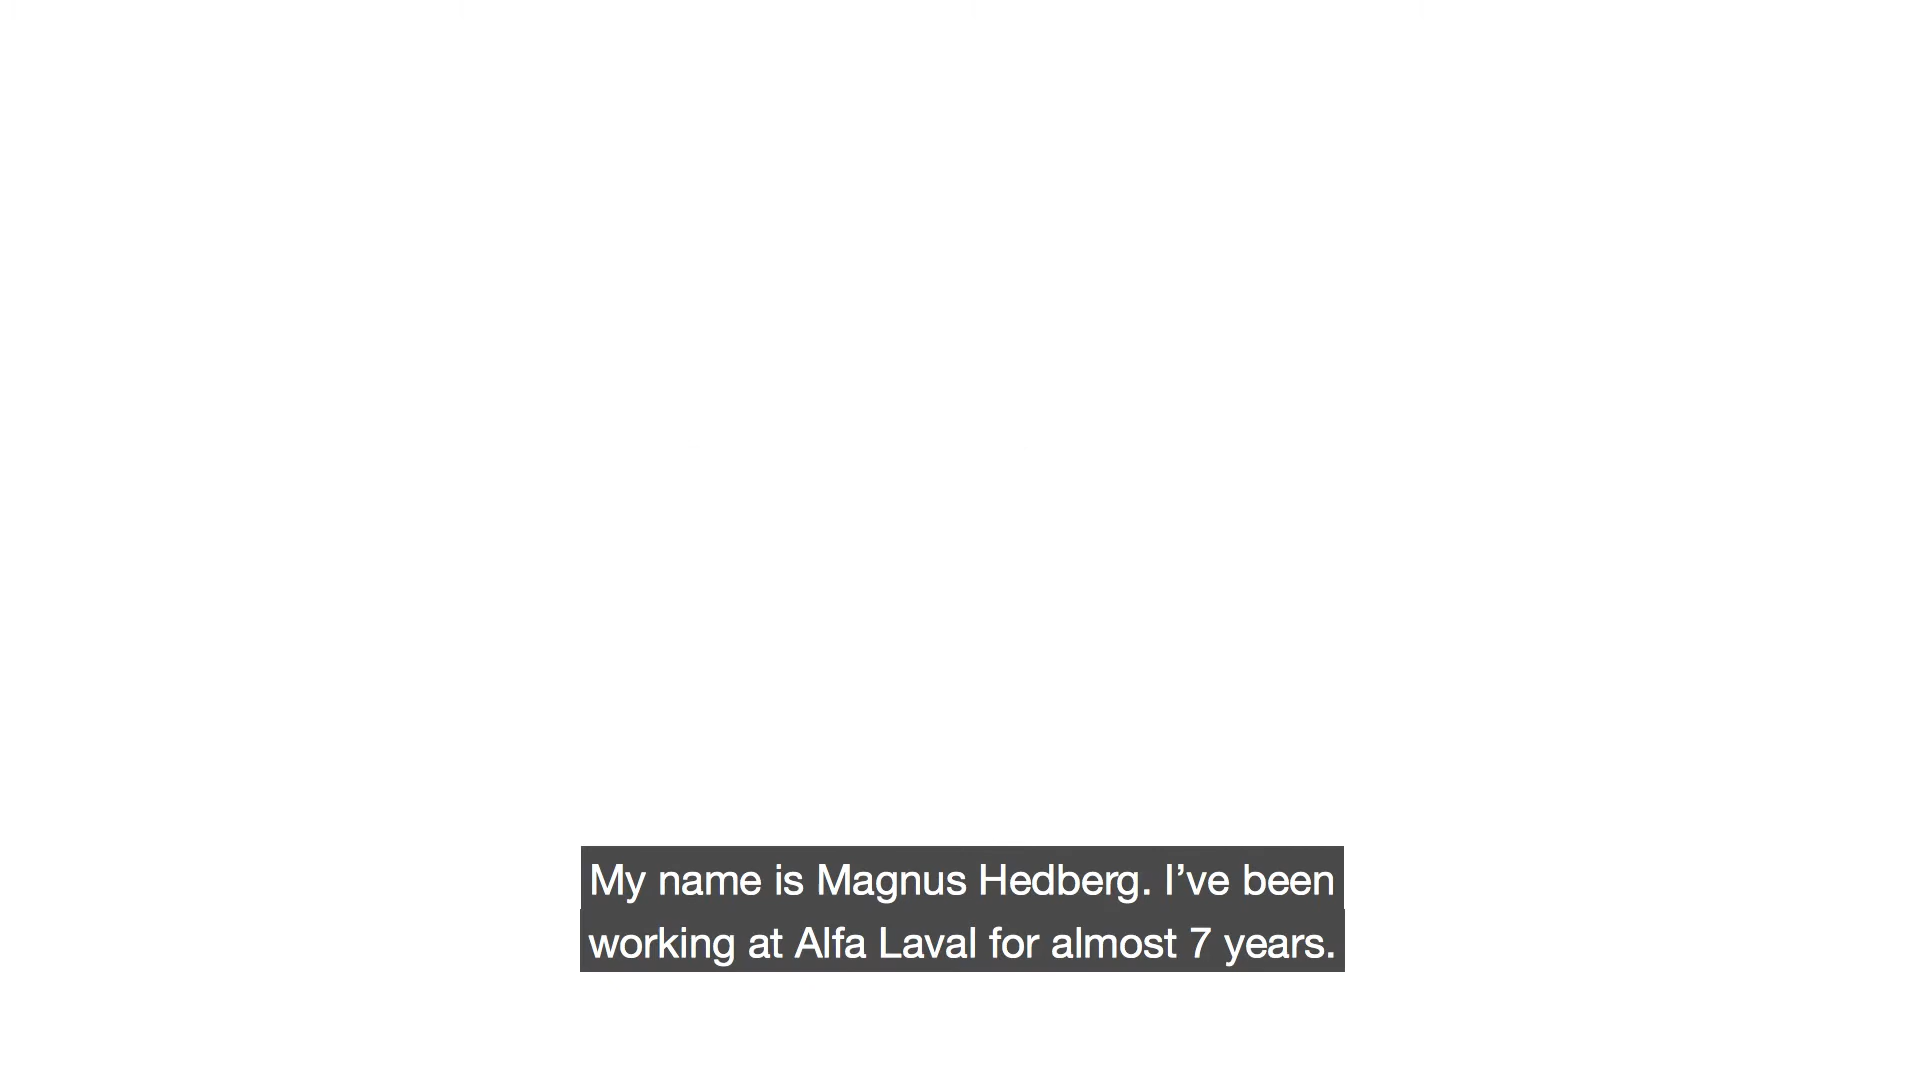 My name is Magnus Hedberg. I’ve been
working at Alfa Laval for almost 7 years.